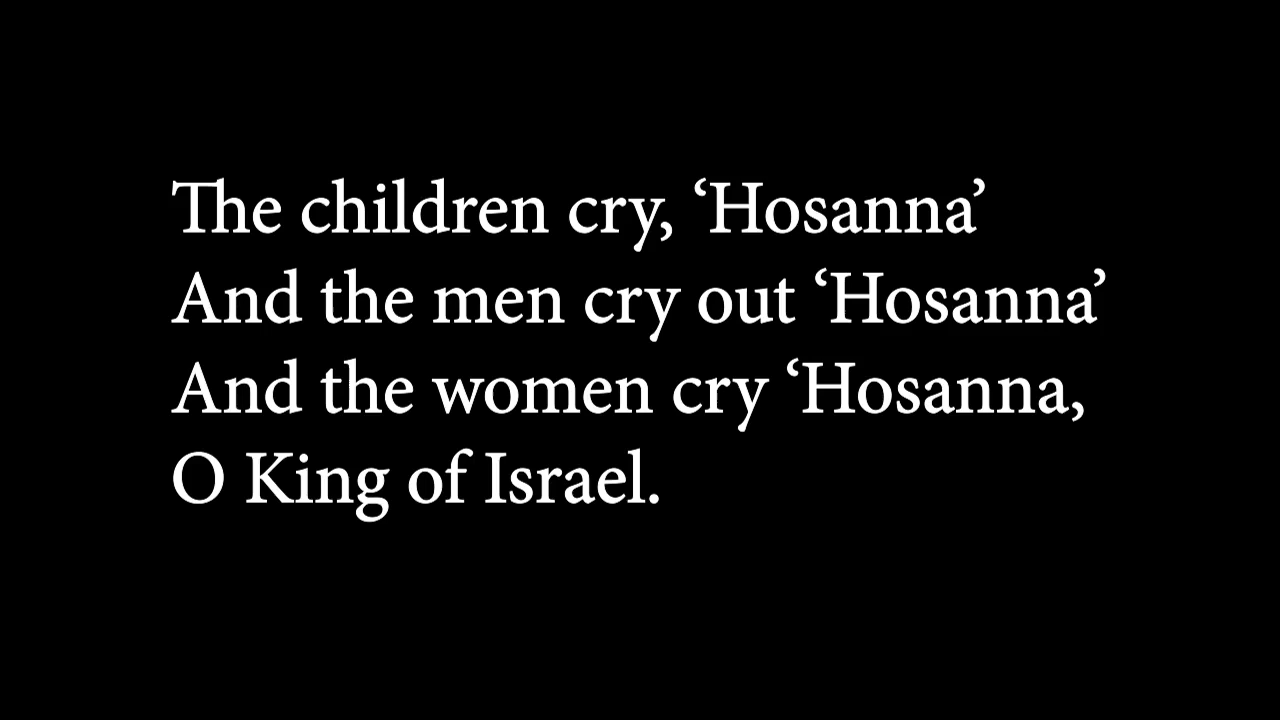 The children cry, ‘Hosanna’
And the men cry out ‘Hosanna’
And the women cry ‘Hosanna,
O King of Israel.